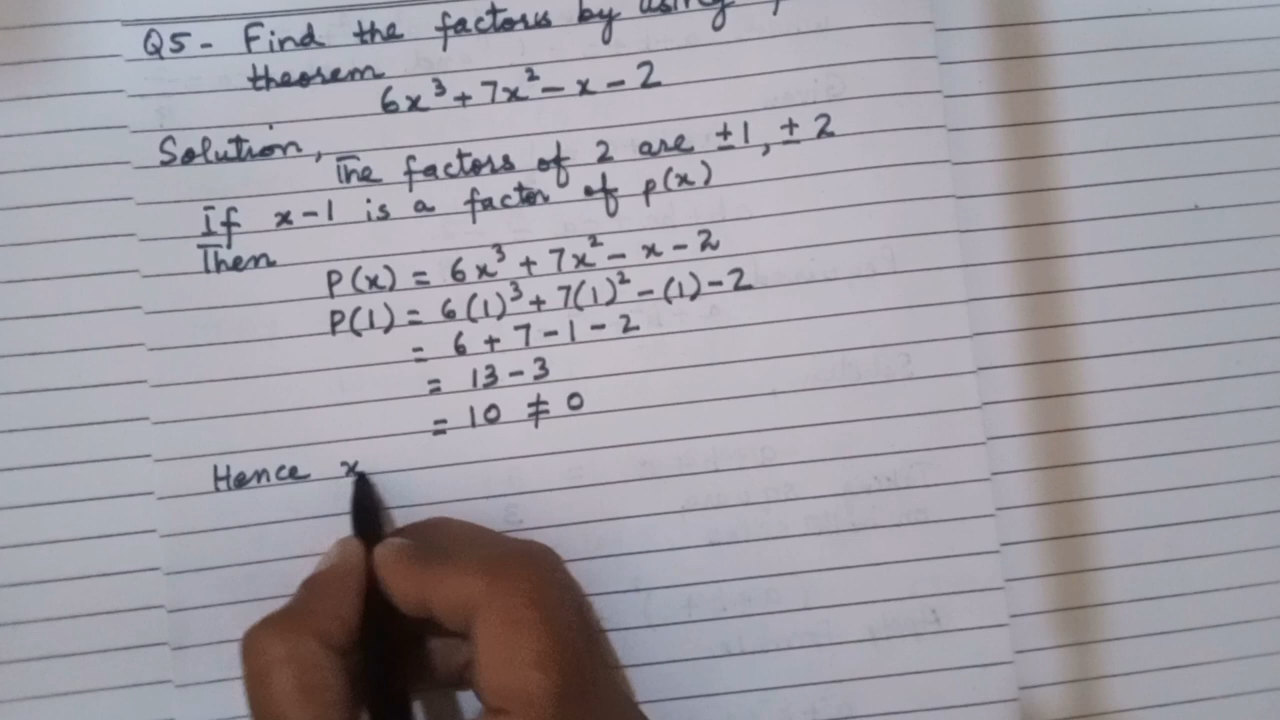 Q5- Find the factors by using
theorem
6x³ + 7x² - x - 2
Solution,
The factors of 2 are ±1, ± 2
If x-1 is a factor of p(x)
Then
P(x) = 6x³ + 7x² - x - 2
P(1) = 6(1)³ + 7(1)² - (1) - 2
= 6 + 7 - 1 - 2
= 13 - 3
= 10 ≠ 0
Hence x